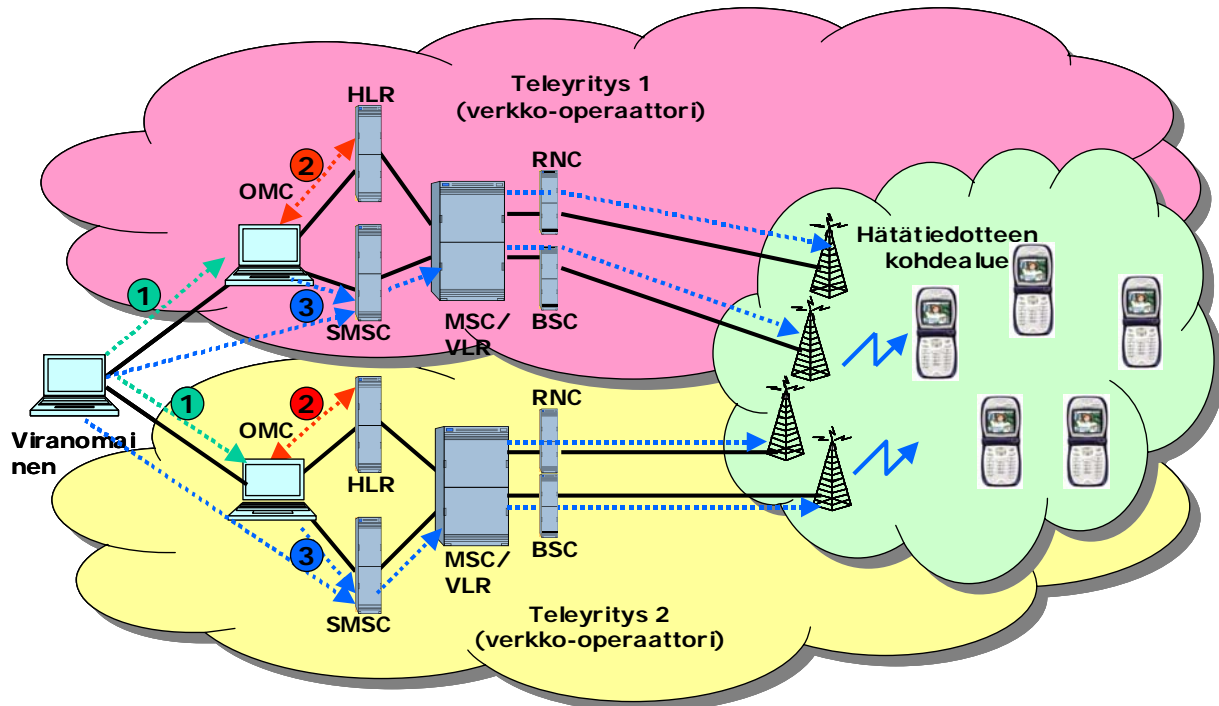 Teleyritys 1
(verkko-operaattori)
HLR
RNC
2
OMC
Hätätiedotteen
kohdealue
1
3
SMSC
MSC/
VLR
BSC
Viranomai
nen
1
2
OMC
RNC
HLR
3
MSC/
VLR
BSC
SMSC
Teleyritys 2
(verkko-operaattori)